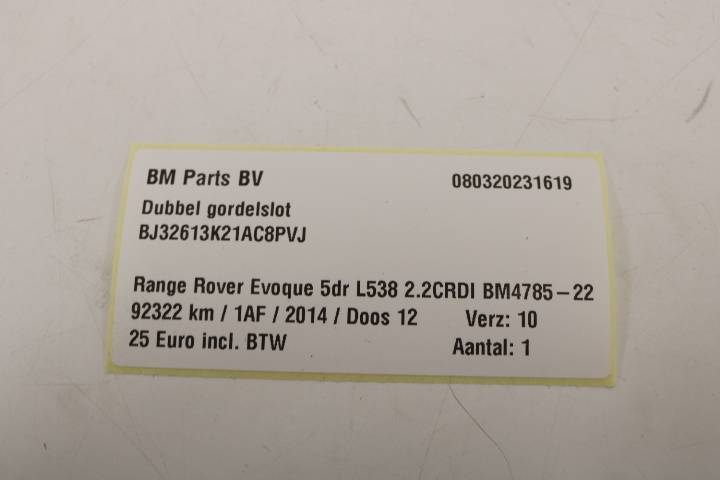 BM Parts BV 080320231619
Dubbel gordelslot
BJ32613K21AC8PVJ
Range Rover Evoque 5dr L538 2.2CRDI BM4785-22
92322 km / 1AF / 2014 / Doos 12 Verz: 10
25 Euro incl. BTW Aantal: 1